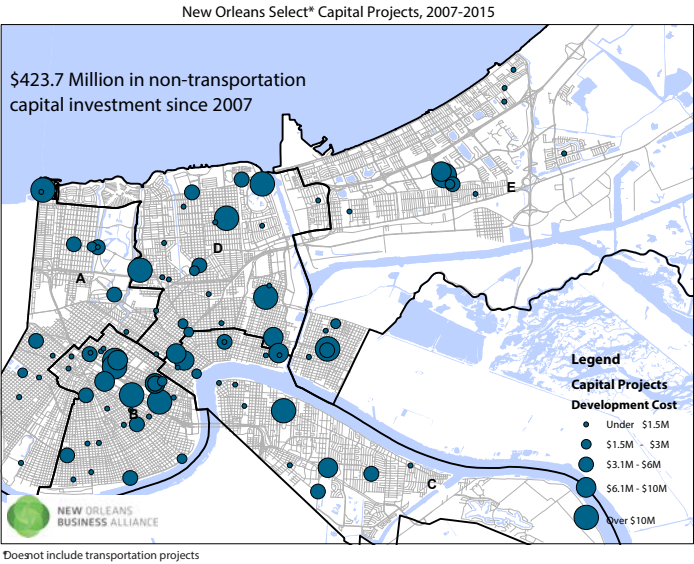 New Orleans Select* Capital Projects, 2007-2015
$423.7 Million in non-transportation
capital investment since 2007
E
D
A
B
C
Legend
Capital Projects
Development Cost
Under $1.5M
$1.5M - $3M
$3.1M - $6M
$6.1M - $10M
Over $10M
NEW ORLEANS
BUSINESS ALLIANCE
*Doesnot include transportation projects